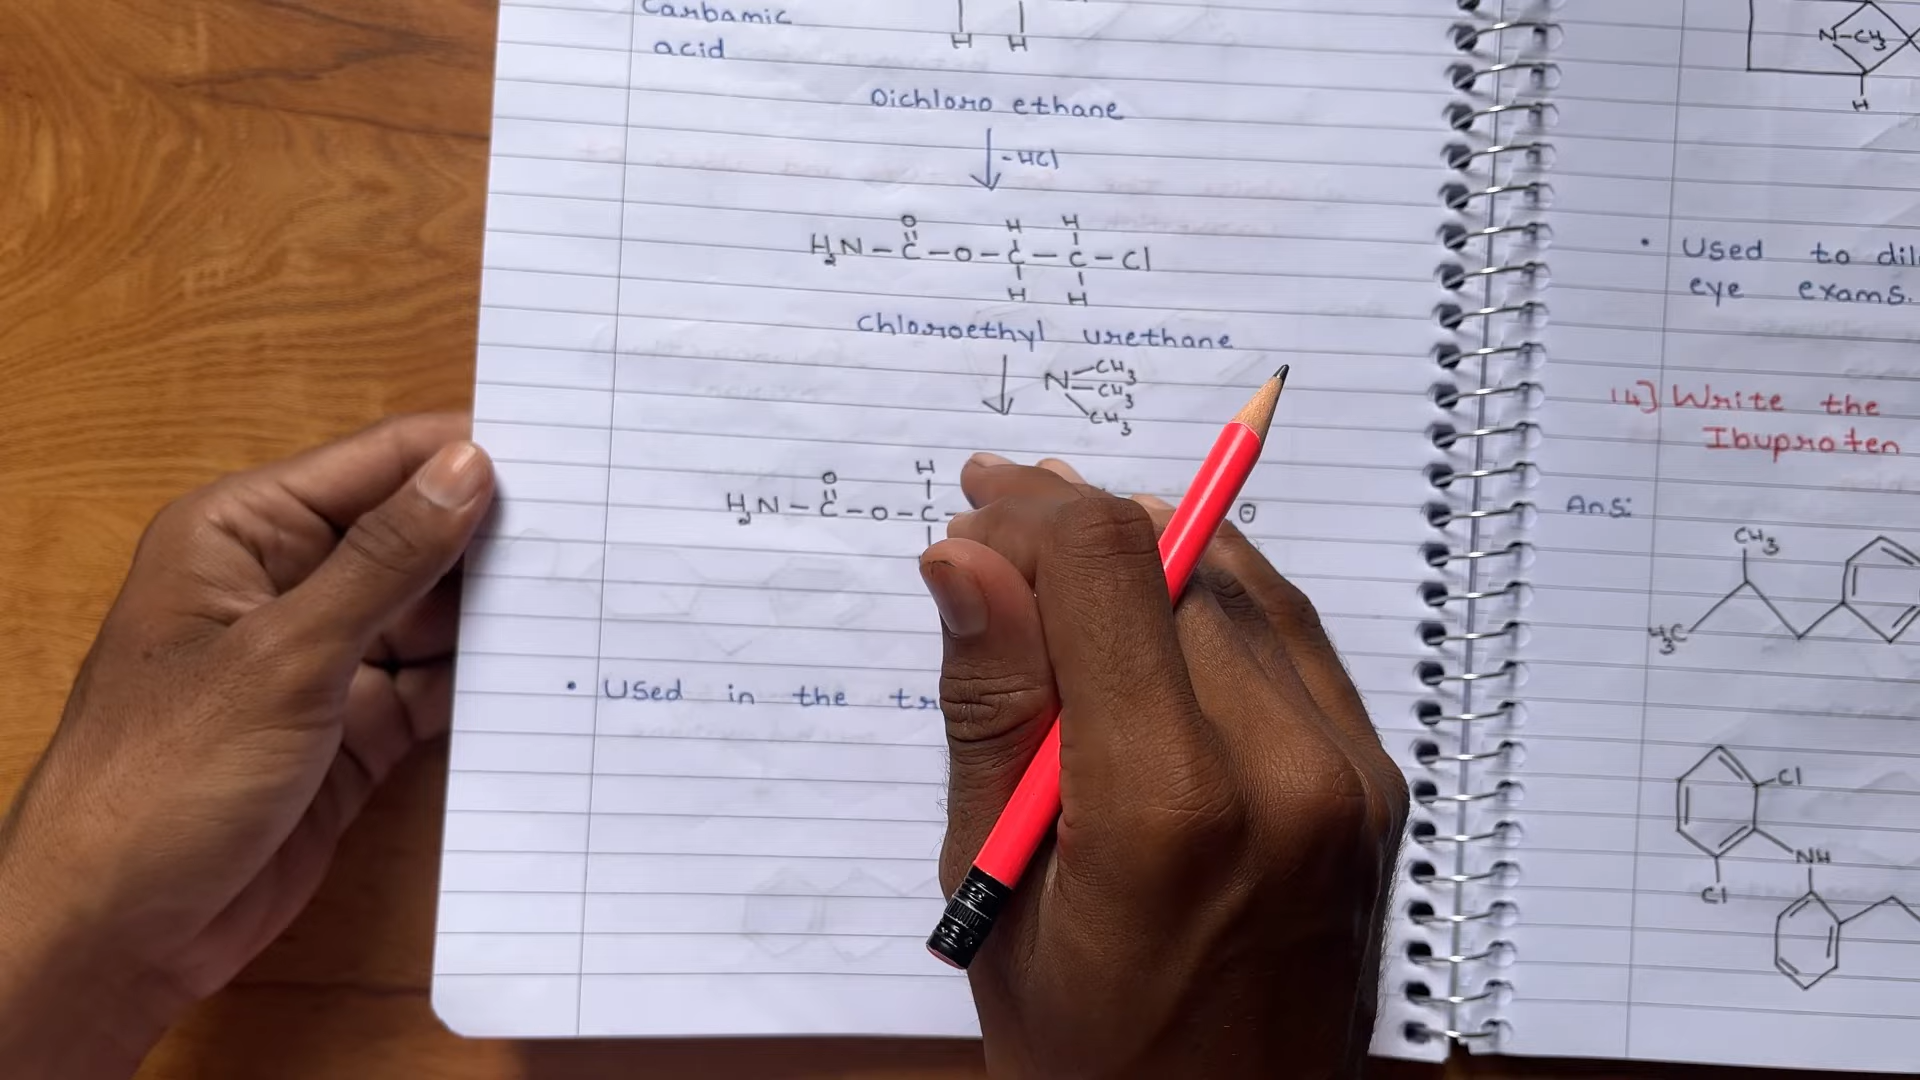 Carbamic
acid
H H
Dichloro ethane
-HCl
O H H
H2N-C-O-C-C-Cl
H H
Chloroethyl urethane
N-CH3
-CH3
CH3
O H
H2N-C-O-C-
⊖
• Used in the
N-CH3
H
• Used to
eye exams.
14] Write the
Ibuprofen
Ans:
CH3
H3C
Cl
NH
Cl